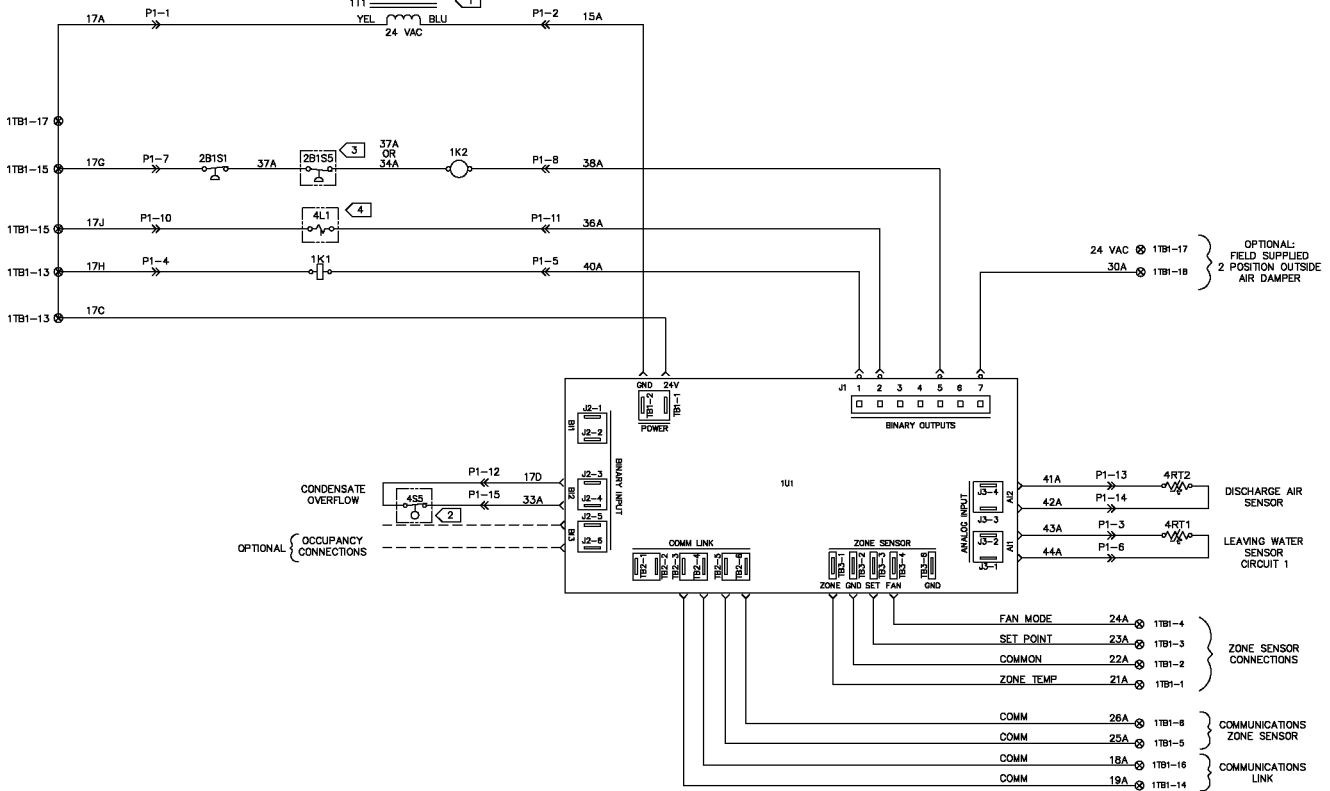 1T1
1
17A
P1-1
YEL
BLU
P1-2
15A
24 VAC
1TB1-17
3
37A
OR
34A
1TB1-15
17G
P1-7
2B1S1
37A
2B1S5
1K2
P1-8
38A
4
1TB1-15
17J
P1-10
4L1
P1-11
36A
1TB1-13
17H
P1-4
1K1
P1-5
40A
24 VAC
1TB1-17
30A
1TB1-18
OPTIONAL:
FIELD SUPPLIED
2 POSITION OUTSIDE
AIR DAMPER
1TB1-13
17C
GND 24V
TB1-2
TB1-1
POWER
J1 1 2 3 4 5 6 7
BINARY OUTPUTS
BI1
J2-1
J2-2
BI2
J2-3
J2-4
BI3
J2-5
J2-6
BINARY INPUT
1U1
CONDENSATE
OVERFLOW
P1-12
17D
4S5
P1-15
33A
2
OPTIONAL
OCCUPANCY
CONNECTIONS
ANALOG INPUT
J3-4
J3-3
AI2
J3-2
J3-1
AI1
41A
P1-13
4RT2
42A
P1-14
DISCHARGE AIR
SENSOR
43A
P1-3
4RT1
44A
P1-6
LEAVING WATER
SENSOR
CIRCUIT 1
COMM LINK
TB2-1
TB2-2
TB2-3
TB2-4
TB2-5
TB2-6
ZONE SENSOR
TB3-1
TB3-2
TB3-3
TB3-4
TB3-6
ZONE GND SET FAN
GND
FAN MODE
24A
1TB1-4
SET POINT
23A
1TB1-3
COMMON
22A
1TB1-2
ZONE TEMP
21A
1TB1-1
ZONE SENSOR
CONNECTIONS
COMM
26A
1TB1-6
COMM
25A
1TB1-5
COMMUNICATIONS
ZONE SENSOR
COMM
18A
1TB1-16
COMM
19A
1TB1-14
COMMUNICATIONS
LINK